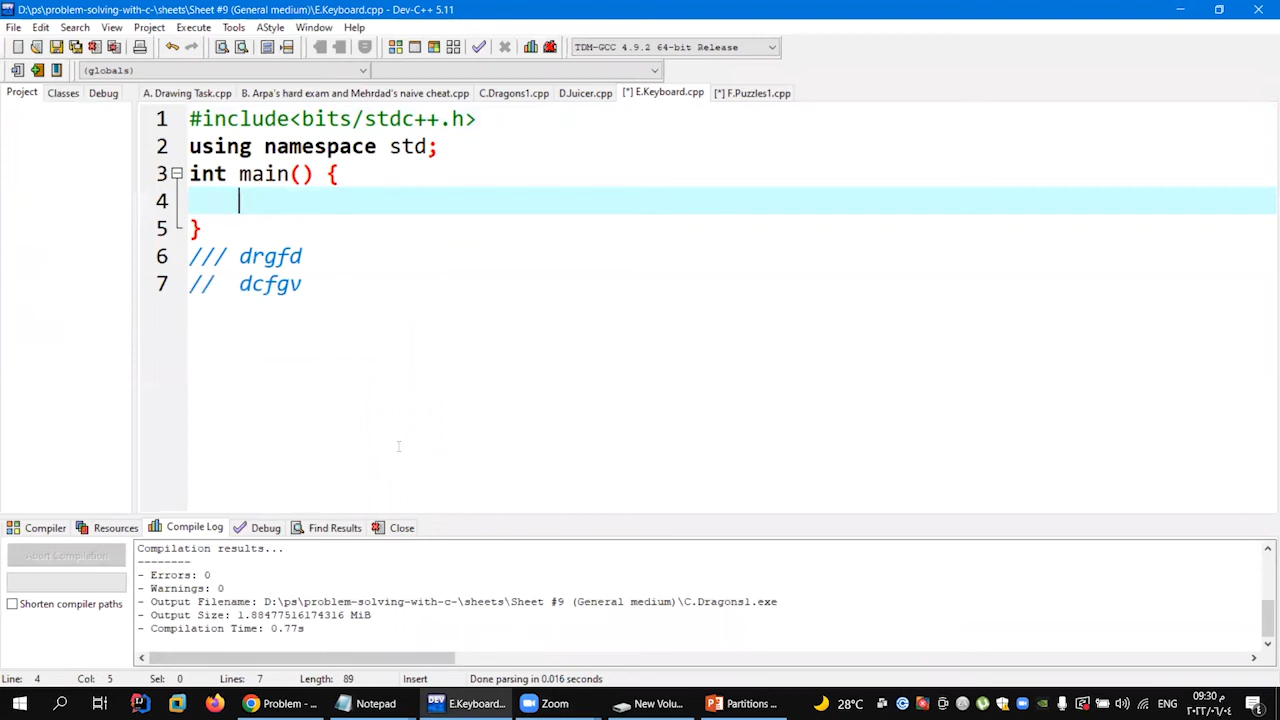 D:\ps\problem-solving-with-c-\sheets\Sheet #9 (General medium)\E.Keyboard.cpp - Dev-C++ 5.11
File Edit Search View Project Execute Tools AStyle Window Help
TDM-GCC 4.9.2 64-bit Release
(globals)
Project Classes Debug
A. Drawing Task.cpp B. Arpa's hard exam and Mehrdad's naive cheat.cpp C.Dragons1.cpp D.Juicer.cpp [*] E.Keyboard.cpp [*] F.Puzzles1.cpp
1 #include<bits/stdc++.h>
2 using namespace std;
3 int main() {
4
5 }
6 /// drgfd
7 // dcfgv
Compiler Resources Compile Log Debug Find Results Close
Abort Compilation
Shorten compiler paths
Compilation results...
--------
- Errors: 0
- Warnings: 0
- Output Filename: D:\ps\problem-solving-with-c-\sheets\Sheet #9 (General medium)\C.Dragons1.exe
- Output Size: 1.88477516174316 MiB
- Compilation Time: 0.77s
Line: 4 Col: 5 Sel: 0 Lines: 7 Length: 89 Insert Done parsing in 0.016 seconds
Problem - ... Notepad DEV E.Keyboard... Zoom New Volu... Partitions ... 28°C ENG 09:30 م